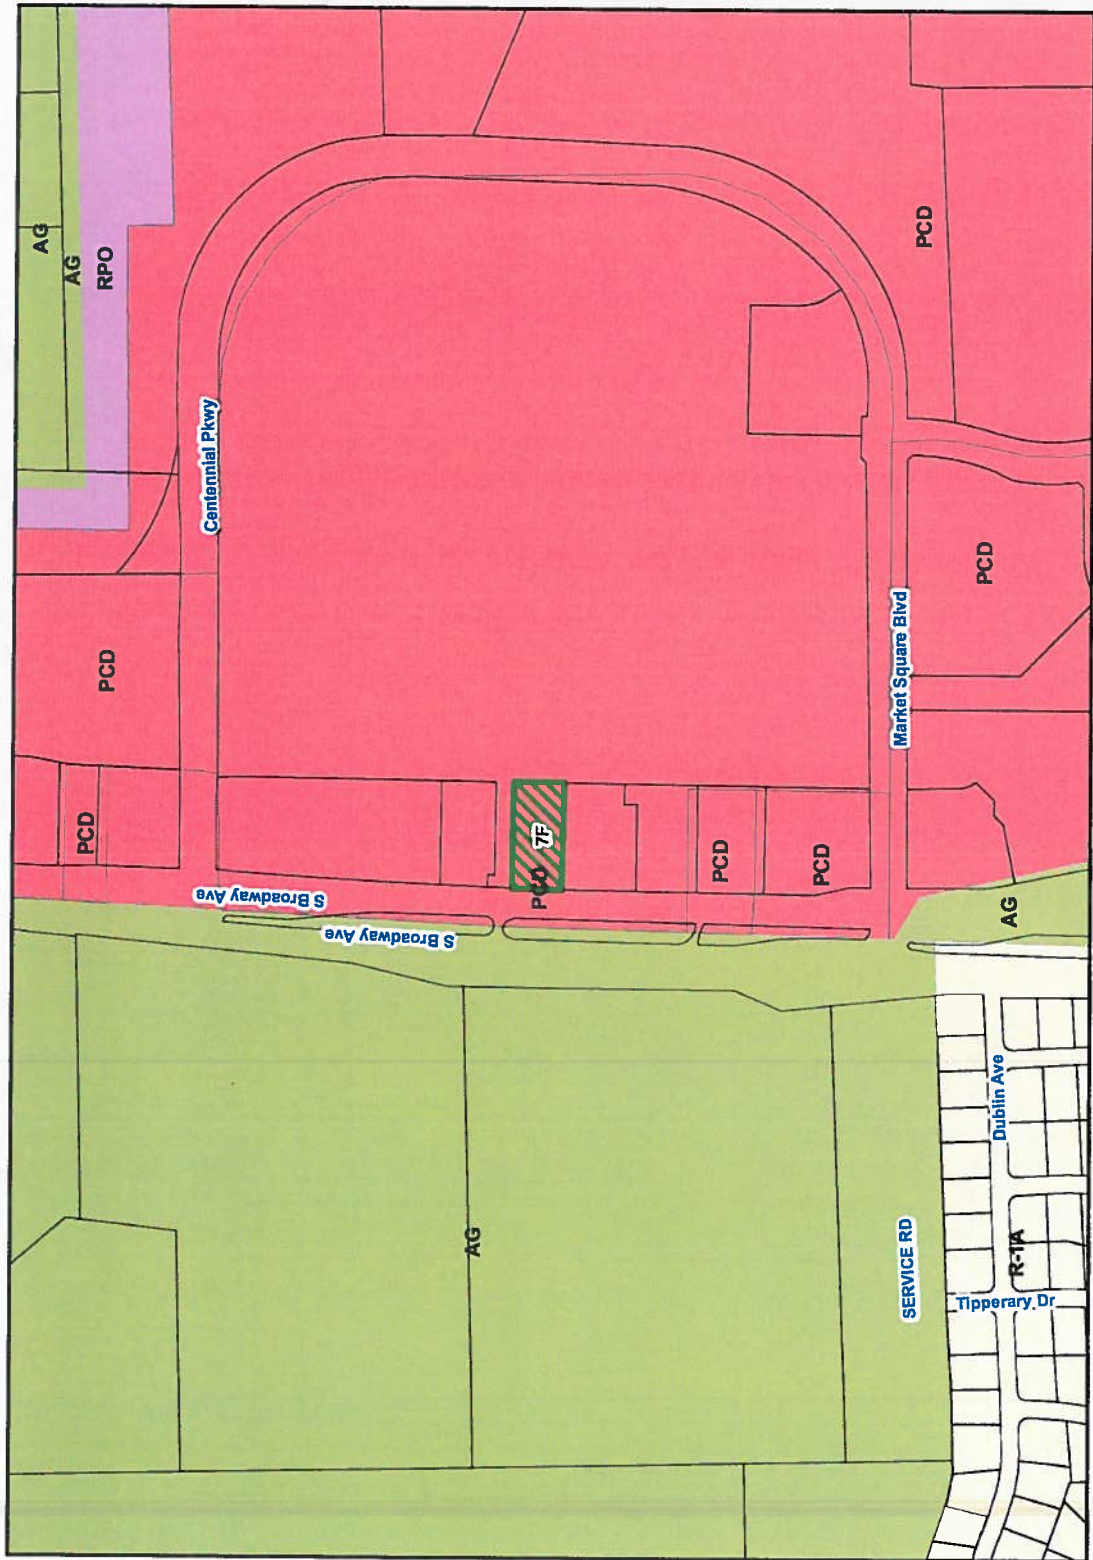 AG
AG
PCD
RPO
PCD
Centennial Pkwy
S Broadway Ave
S Broadway Ave
AG
PCD
7F
PCD
PCD
SERVICE RD
Market Square Blvd
PCD
PCD
Tipperary Dr
R-1A
Dublin Ave
AG